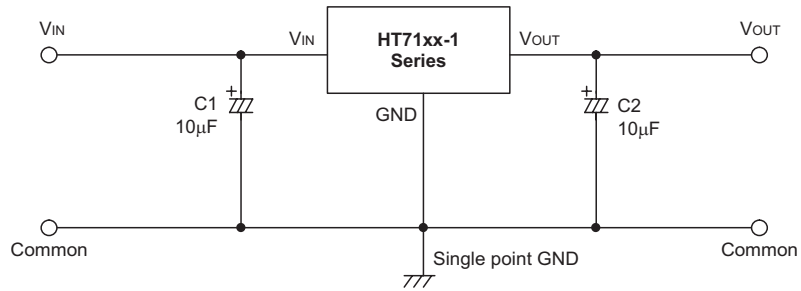 VIN
VIN
HT71xx-1
Series
VOUT
VOUT
+
C1
10μF
GND
+
C2
10μF
Common
Single point GND
Common